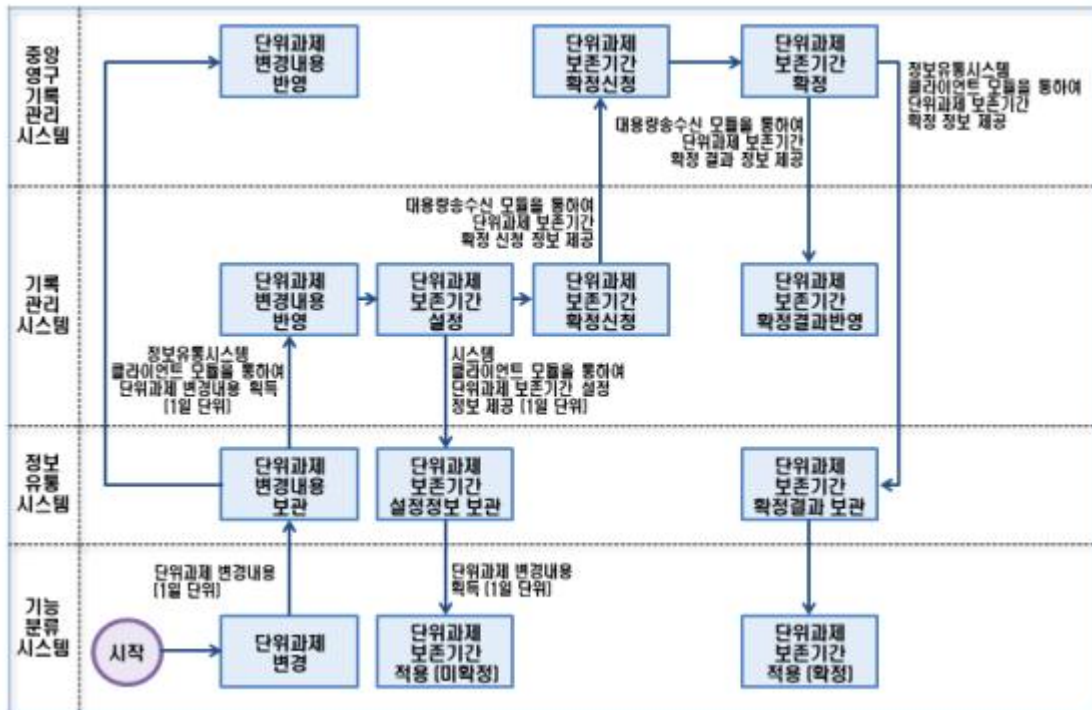 중앙
영구
기록
관리
시스템
단위과제
변경내용
반영
단위과제
보존기간
확정신청
단위과제
보존기간
확정
정보유통시스템
클라이언트 모듈을 통하여
단위과제 보존기간
확정 정보 제공
대용량송수신 모듈을 통하여
단위과제 보존기간
확정 결과 정보 제공
대용량송수신 모듈을 통하여
단위과제 보존기간
확정 신청 정보 제공
기록
관리
시스템
단위과제
변경내용
반영
단위과제
보존기간
설정
단위과제
보존기간
확정신청
단위과제
보존기간
확정결과반영
정보유통시스템
클라이언트 모듈을 통하여
단위과제 변경내용 획득
(1일 단위)
시스템
클라이언트 모듈을 통하여
단위과제 보존기간 설정
정보 제공 (1일 단위)
정보
유통
시스템
단위과제
변경내용
보관
단위과제
보존기간
설정정보 보관
단위과제
보존기간
확정결과 보관
단위과제 변경내용
(1일 단위)
단위과제 변경내용
획득 (1일 단위)
기능
분류
시스템
시작
단위과제
변경
단위과제
보존기간
적용 (미확정)
단위과제
보존기간
적용 (확정)